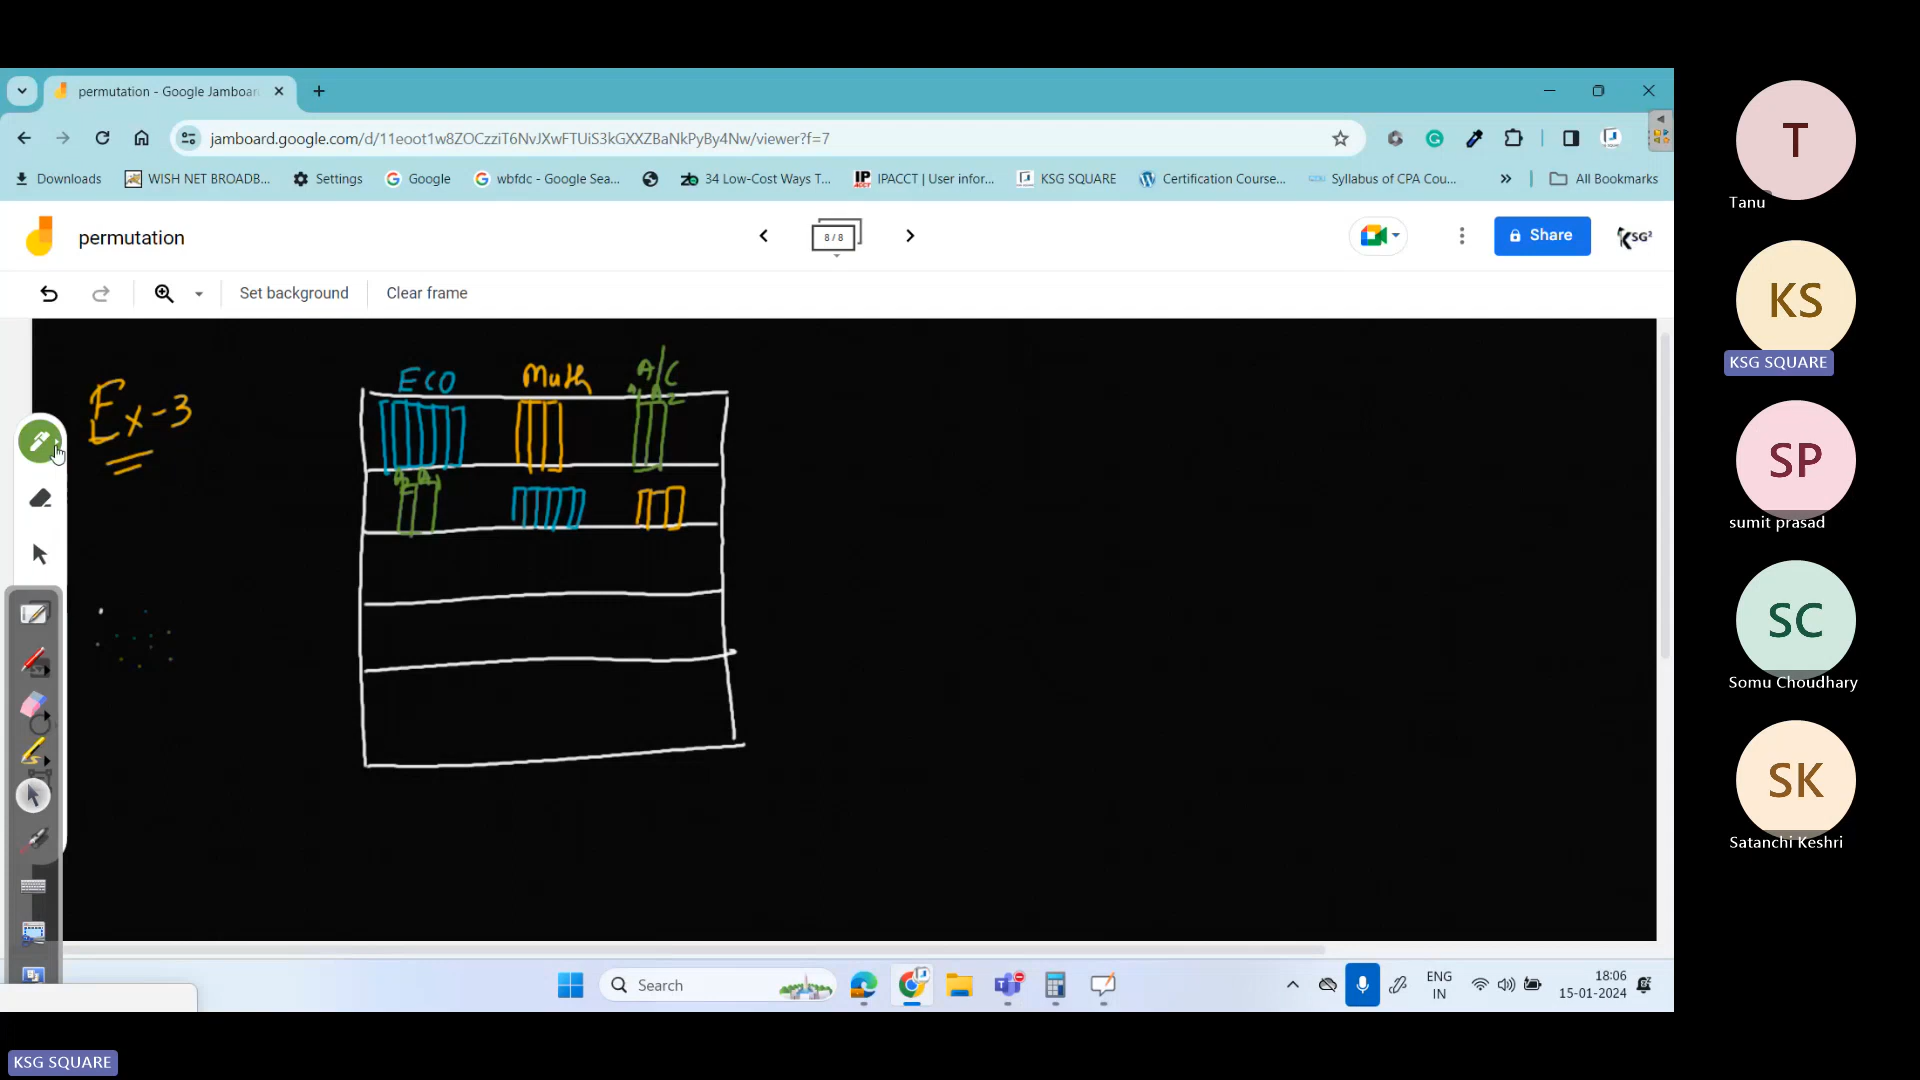 permutation - Google Jamboar
jamboard.google.com/d/11eoot1w8ZOCzziT6NvJXwFTUiS3kGXXZBaNkPyBy4Nw/viewer?f=7
Downloads WISH NET BROADB... Settings Google wbfdc - Google Sea... 34 Low-Cost Ways T... IPACCT | User infor... KSG SQUARE Certification Course... Syllabus of CPA Cou... » All Bookmarks
permutation 8 / 8 Share KSG²
Set background Clear frame
Ex-3
ECO Math A/C
Search
ENG
IN
18:06
15-01-2024
T
Tanu
KS
KSG SQUARE
SP
sumit prasad
SC
Somu Choudhary
SK
Satanchi Keshri
KSG SQUARE